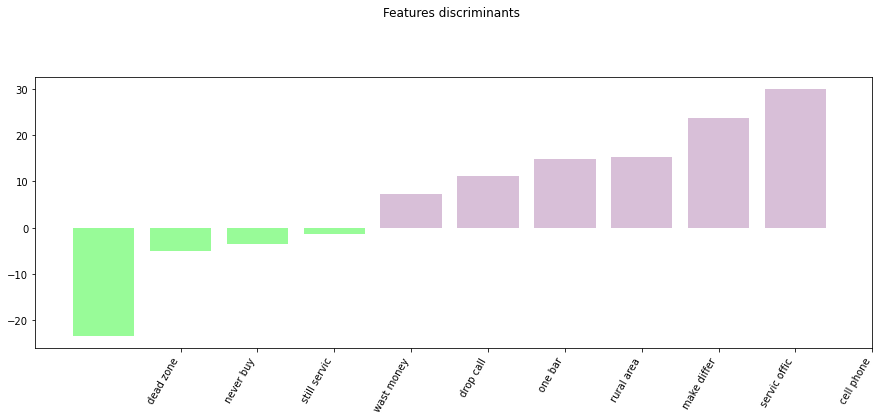 Features discriminants
30
20
10
0
−10
−20
dead zone
never buy
still servic
wast money
drop call
one bar
rural area
make differ
servic offic
cell phone